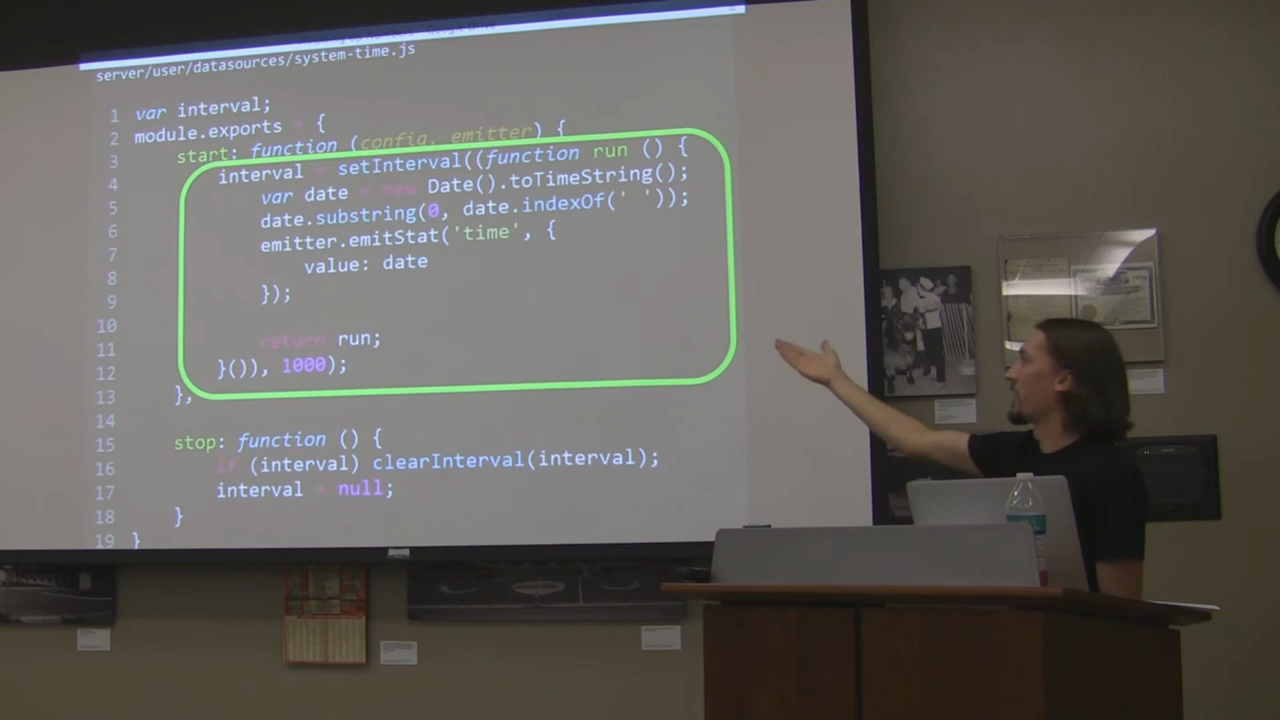 Google Drive
server/user/datasources/system-time.js
1 var interval;
2 module.exports = {
3 start: function (config, emitter) {
4 interval = setInterval((function run () {
5 var date = new Date().toTimeString();
6 date.substring(0, date.indexOf(' '));
7 emitter.emitStat('time', {
8 value: date
9 });
10
11 return run;
12 }()), 1000);
13 },
14
15 stop: function () {
16 if (interval) clearInterval(interval);
17 interval = null;
18 }
19 }